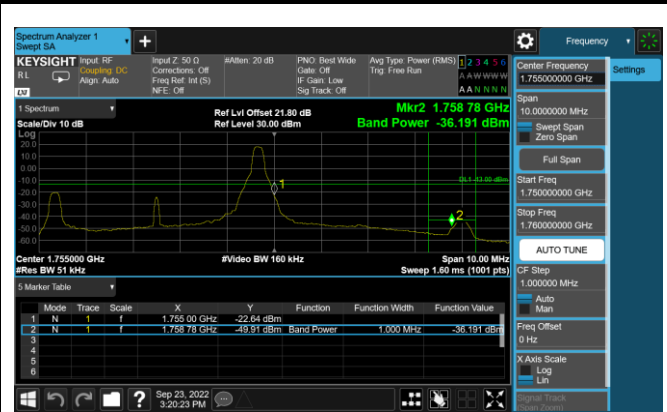 Spectrum Analyzer 1
Swept SA
Frequency
KEYSIGHT
RL
LXI
Input: RF
Coupling: DC
Align: Auto
Input Z: 50 Ω
Corrections: Off
Freq Ref: Int (S)
NFE: Off
#Atten: 20 dB
PNO: Best Wide
Gate: Off
IF Gain: Low
Sig Track: Off
Avg Type: Power (RMS)
Trig: Free Run
1 2 3 4 5 6
A A W W W W
A A N N N N
Settings
1 Spectrum
Scale/Div 10 dB
Ref Lvl Offset 21.80 dB
Ref Level 30.00 dBm
Mkr2 1.758 78 GHz
Band Power -36.191 dBm
Log
20.0
10.0
0.00
-10.0
-20.0
-30.0
-40.0
-50.0
-60.0
DL1 -13.00 dBm
1
2
Center 1.755000 GHz
#Res BW 51 kHz
#Video BW 160 kHz
Span 10.00 MHz
Sweep 1.60 ms (1001 pts)
5 Marker Table
Mode Trace Scale X Y Function Function Width Function Value
1 N 1 f 1.755 00 GHz -22.64 dBm
2 N 1 f 1.758 78 GHz -49.91 dBm Band Power 1.000 MHz -36.191 dBm
3
4
5
6
Sep 23, 2022
3:20:23 PM
Center Frequency
1.755000000 GHz
Span
10.0000000 MHz
Swept Span
Zero Span
Full Span
Start Freq
1.750000000 GHz
Stop Freq
1.760000000 GHz
AUTO TUNE
CF Step
1.000000 MHz
Auto
Man
Freq Offset
0 Hz
X Axis Scale
Log
Lin
Signal Track
(Span Zoom)